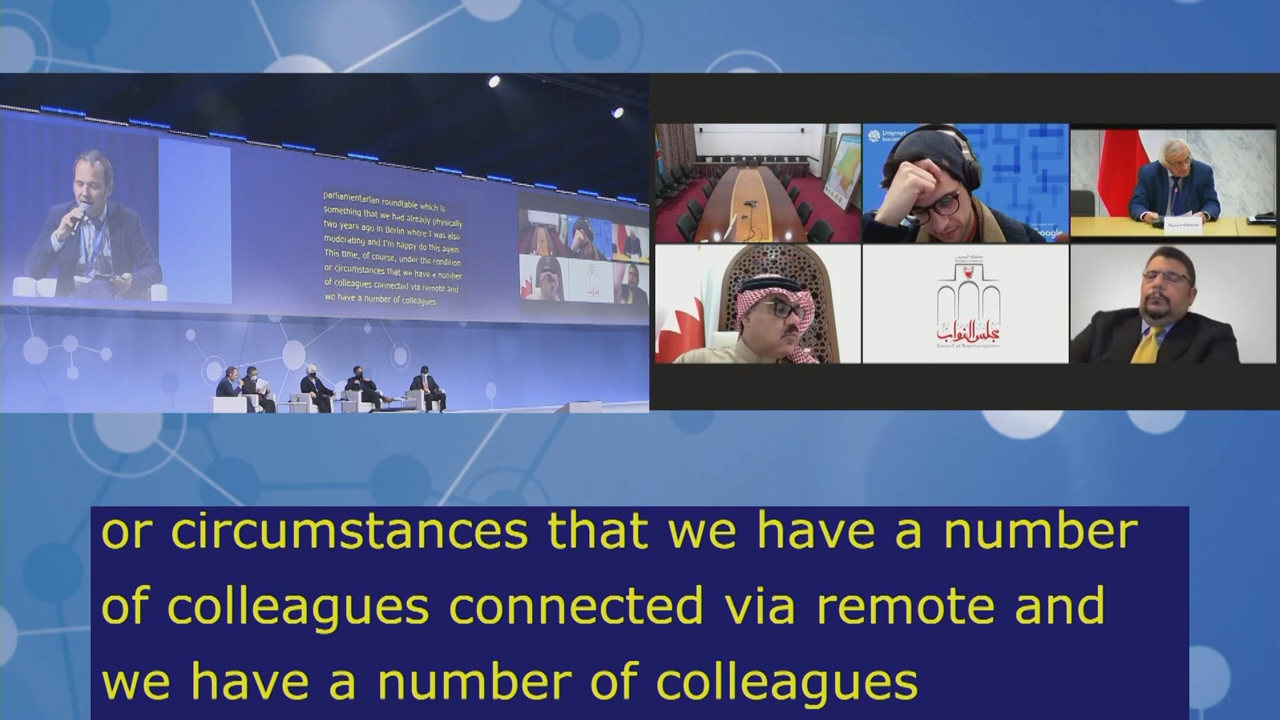 parliamentarian roundtable which is
something that we had already physically
two years ago in Berlin where I was also
moderating and I'm happy do this again.
This time, of course, under the condition
or circumstances that we have a number
of colleagues connected via remote and
we have a number of colleagues
Internet
Society
oogle
مجلس النواب
Council of Representatives
or circumstances that we have a number
of colleagues connected via remote and
we have a number of colleagues